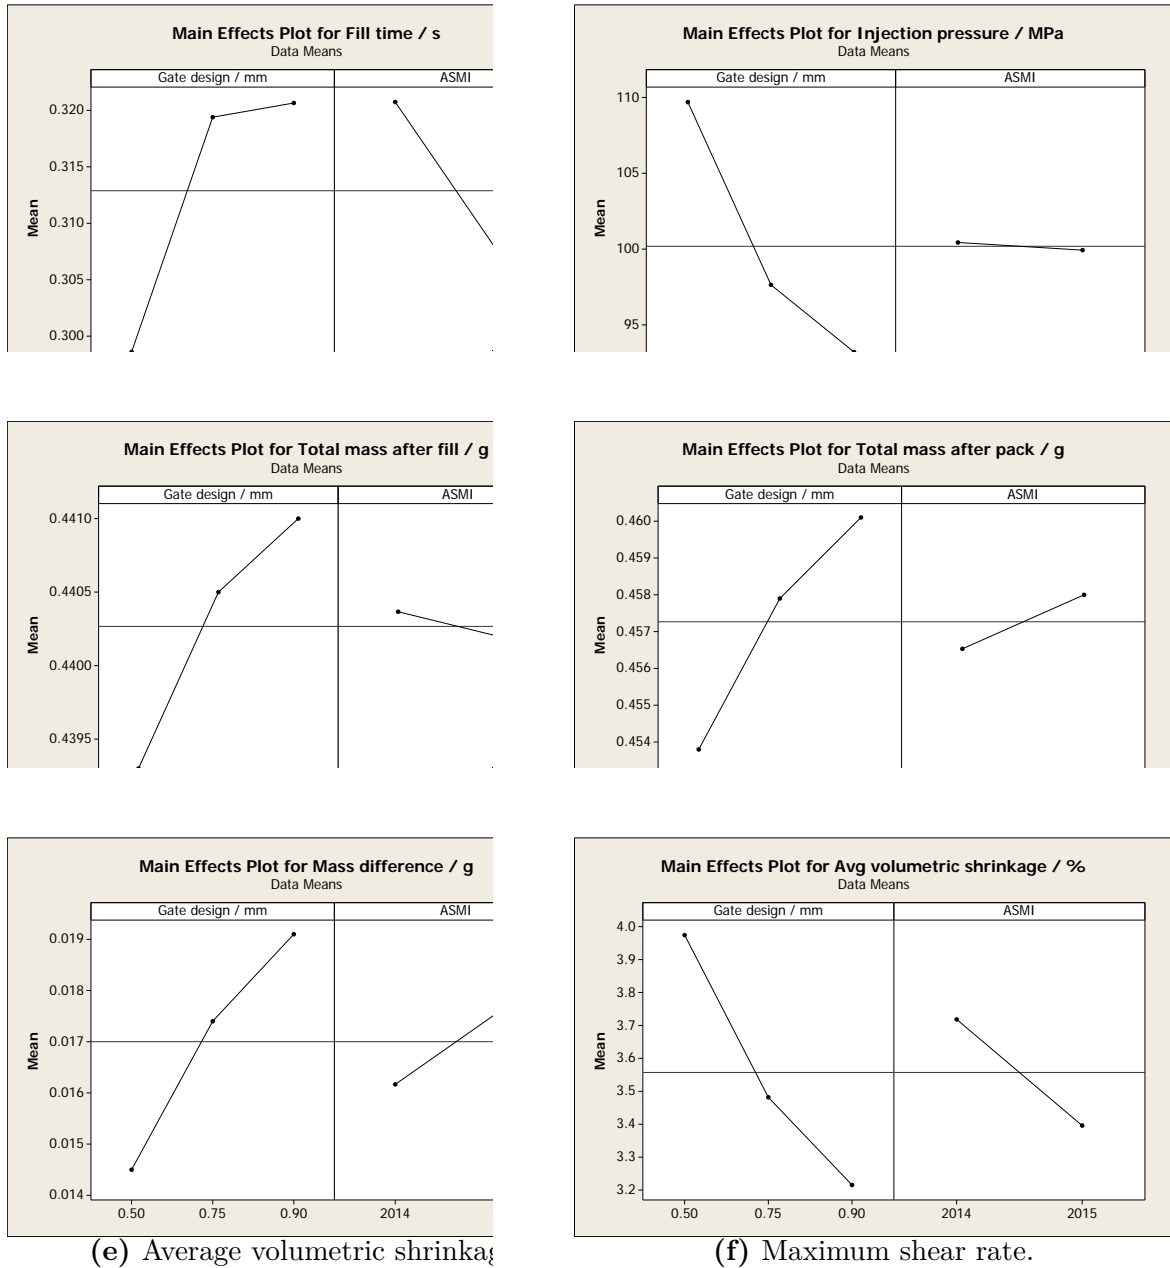 Main Effects Plot for Fill time / s
Data Means
Gate design / mm ASMI
0.320
0.315
0.310
0.305
0.300
Mean
Main Effects Plot for Injection pressure / MPa
Data Means
Gate design / mm ASMI
110
105
100
95
Mean
Main Effects Plot for Total mass after fill / g
Data Means
Gate design / mm ASMI
0.4410
0.4405
0.4400
0.4395
Mean
Main Effects Plot for Total mass after pack / g
Data Means
Gate design / mm ASMI
0.460
0.459
0.458
0.457
0.456
0.455
0.454
Mean
Main Effects Plot for Mass difference / g
Data Means
Gate design / mm ASMI
0.019
0.018
0.017
0.016
0.015
0.014
Mean
0.50 0.75 0.90 2014
(e) Average volumetric shrinkag
Main Effects Plot for Avg volumetric shrinkage / %
Data Means
Gate design / mm ASMI
4.0
3.9
3.8
3.7
3.6
3.5
3.4
3.3
3.2
Mean
0.50 0.75 0.90 2014 2015
(f) Maximum shear rate.